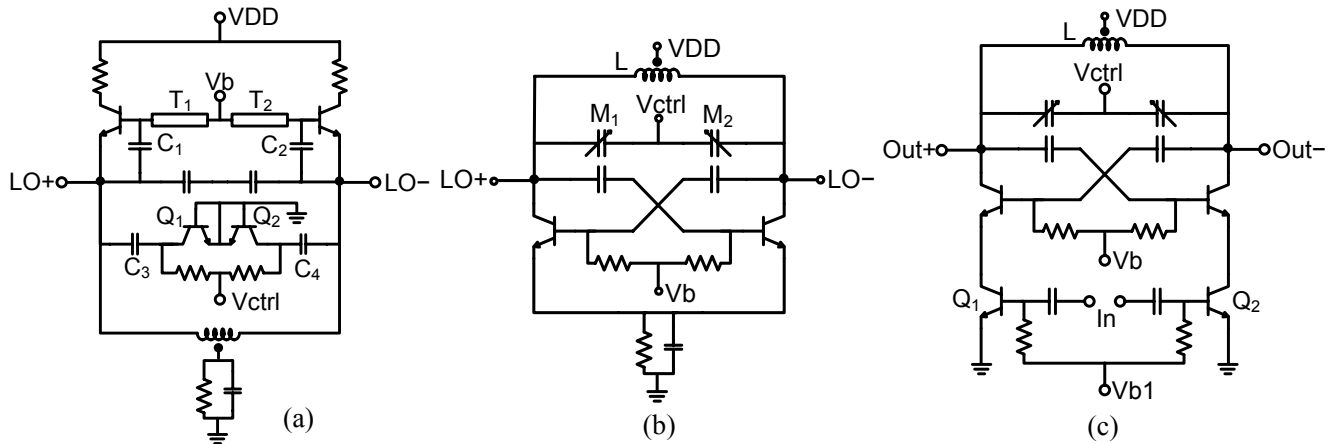 VDD
Vb
T1
T2
C1
C2
LO+
LO−
Q1
Q2
C3
C4
Vctrl
(a)
VDD
L
Vctrl
M1
M2
LO+
LO−
Vb
(b)
VDD
L
Vctrl
Out+
Out−
Vb
Q1
In
Q2
Vb1
(c)